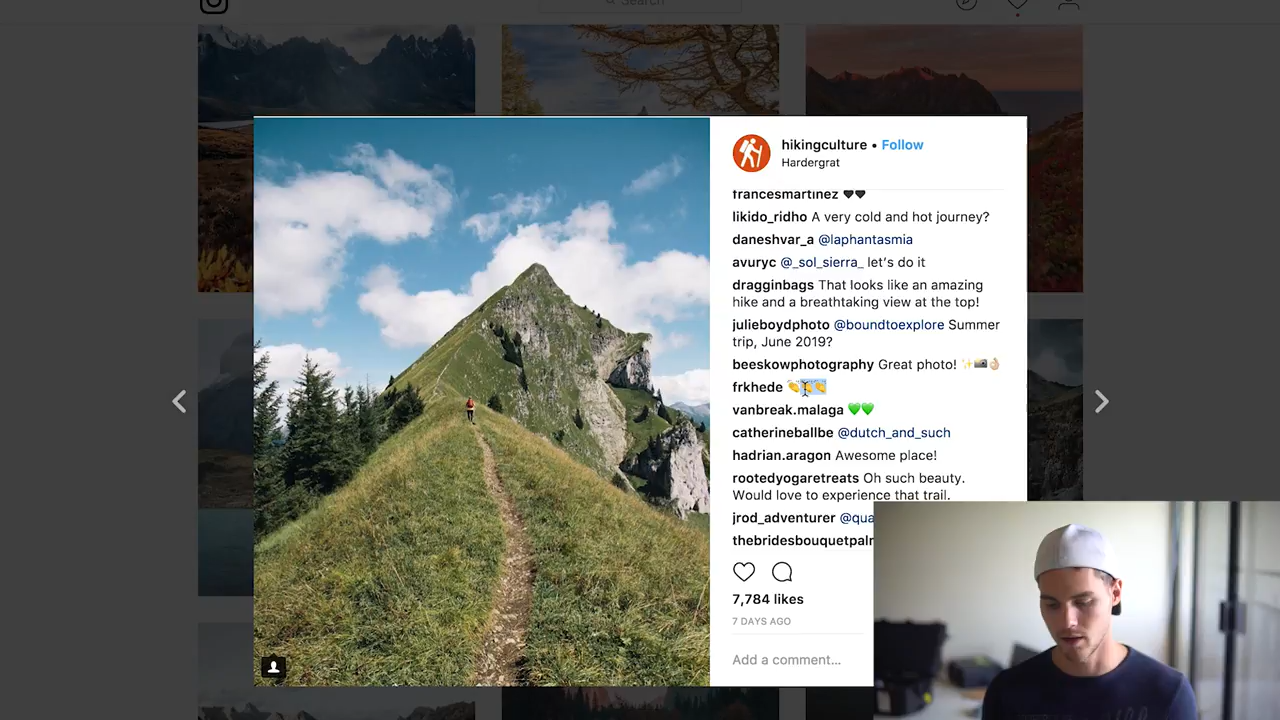 Search
hikingculture • Follow
Hardergrat
francesmartinez 🖤🖤
likido_ridho A very cold and hot journey?
daneshvar_a @laphantasmia
avuryc @_sol_sierra_ let's do it
dragginbags That looks like an amazing
hike and a breathtaking view at the top!
julieboydphoto @boundtoexplore Summer
trip, June 2019?
beeskowphotography Great photo! ✨📸👌🏼
frkhede 👏👏👏
vanbreak.malaga 💚💚
catherineballbe @dutch_and_such
hadrian.aragon Awesome place!
rootedyogaretreats Oh such beauty.
Would love to experience that trail.
jrod_adventurer @qua
thebridesbouquetpalm
7,784 likes
7 DAYS AGO
Add a comment...